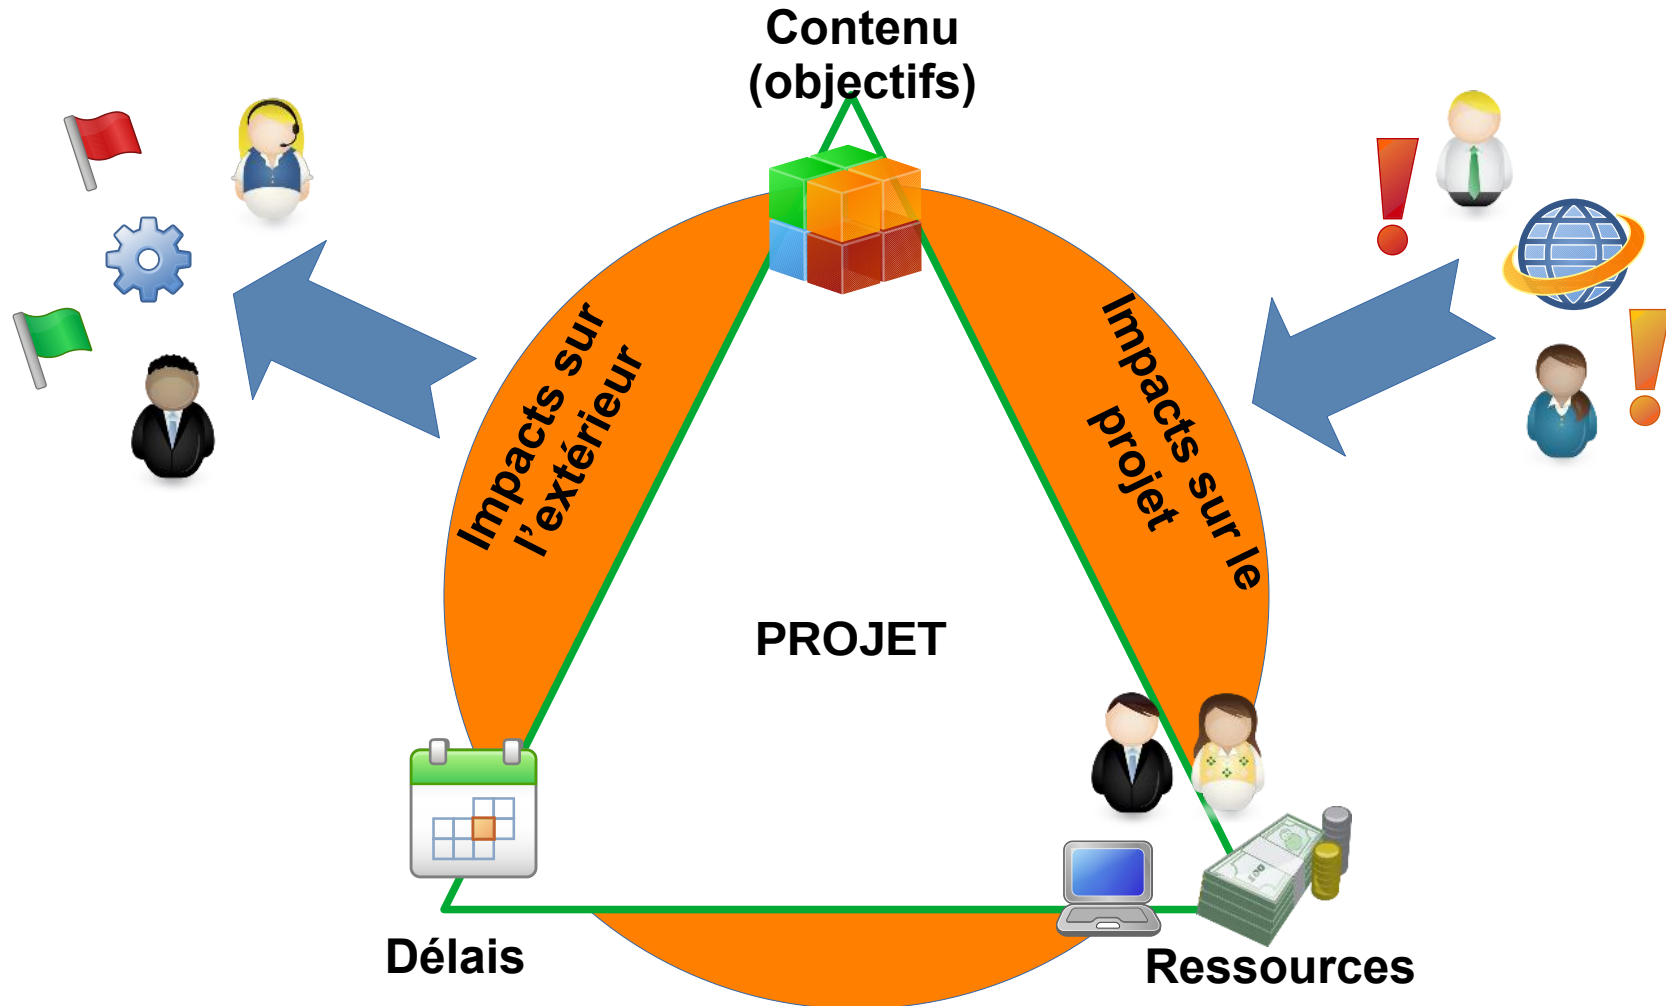 Contenu
(objectifs)
Impacts sur
l'extérieur
Impacts sur le
projet
PROJET
Délais
Ressources